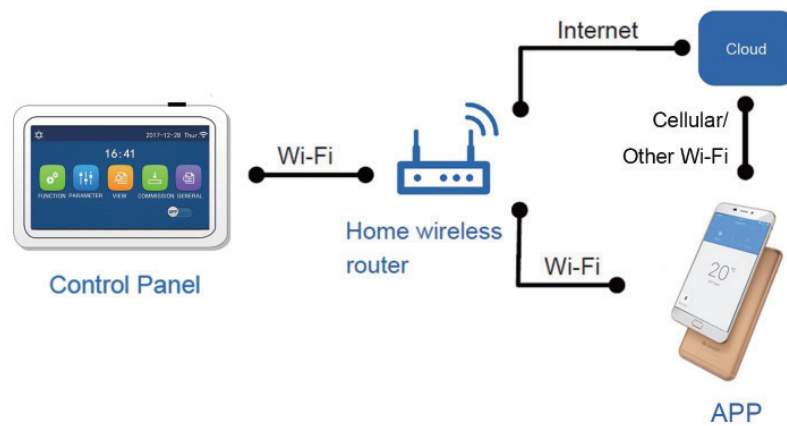 Internet
Cloud
Cellular/
Other Wi-Fi
2017-12-28 Thur.
16:41
FUNCTION PARAMETER VIEW COMMISSION GENERAL
OFF
Wi-Fi
Home wireless
router
Control Panel
Wi-Fi
20°C
APP